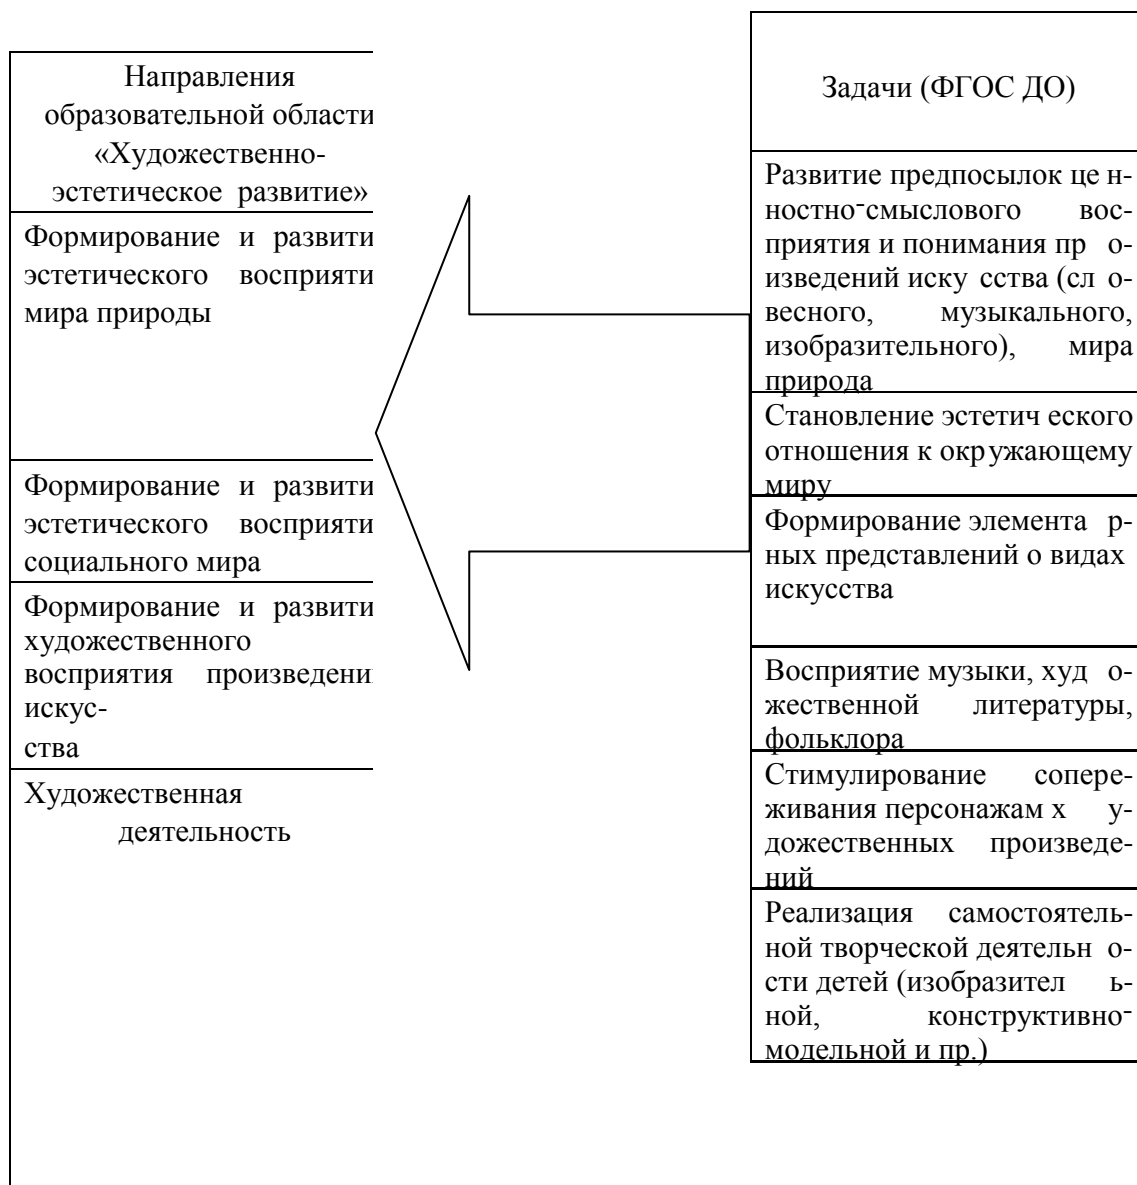 Направления
образовательной области
«Художественно-
эстетическое развитие»
Формирование и развити
эстетического восприяти
мира природы
Формирование и развити
эстетического восприяти
социального мира
Формирование и развити
художественного
восприятия произведени
искус-
ства
Художественная
деятельность
Задачи (ФГОС ДО)
Развитие предпосылок це н-
ностно-смыслового вос-
приятия и понимания пр о-
изведений иску сства (сл о-
весного, музыкального,
изобразительного), мира
природа
Становление эстетич еского
отношения к окружающему
миру
Формирование элемента р-
ных представлений о видах
искусства
Восприятие музыки, худ о-
жественной литературы,
фольклора
Стимулирование сопере-
живания персонажам х у-
дожественных произведе-
ний
Реализация самостоятель-
ной творческой деятельн о-
сти детей (изобразител ь-
ной, конструктивно-
модельной и пр.)